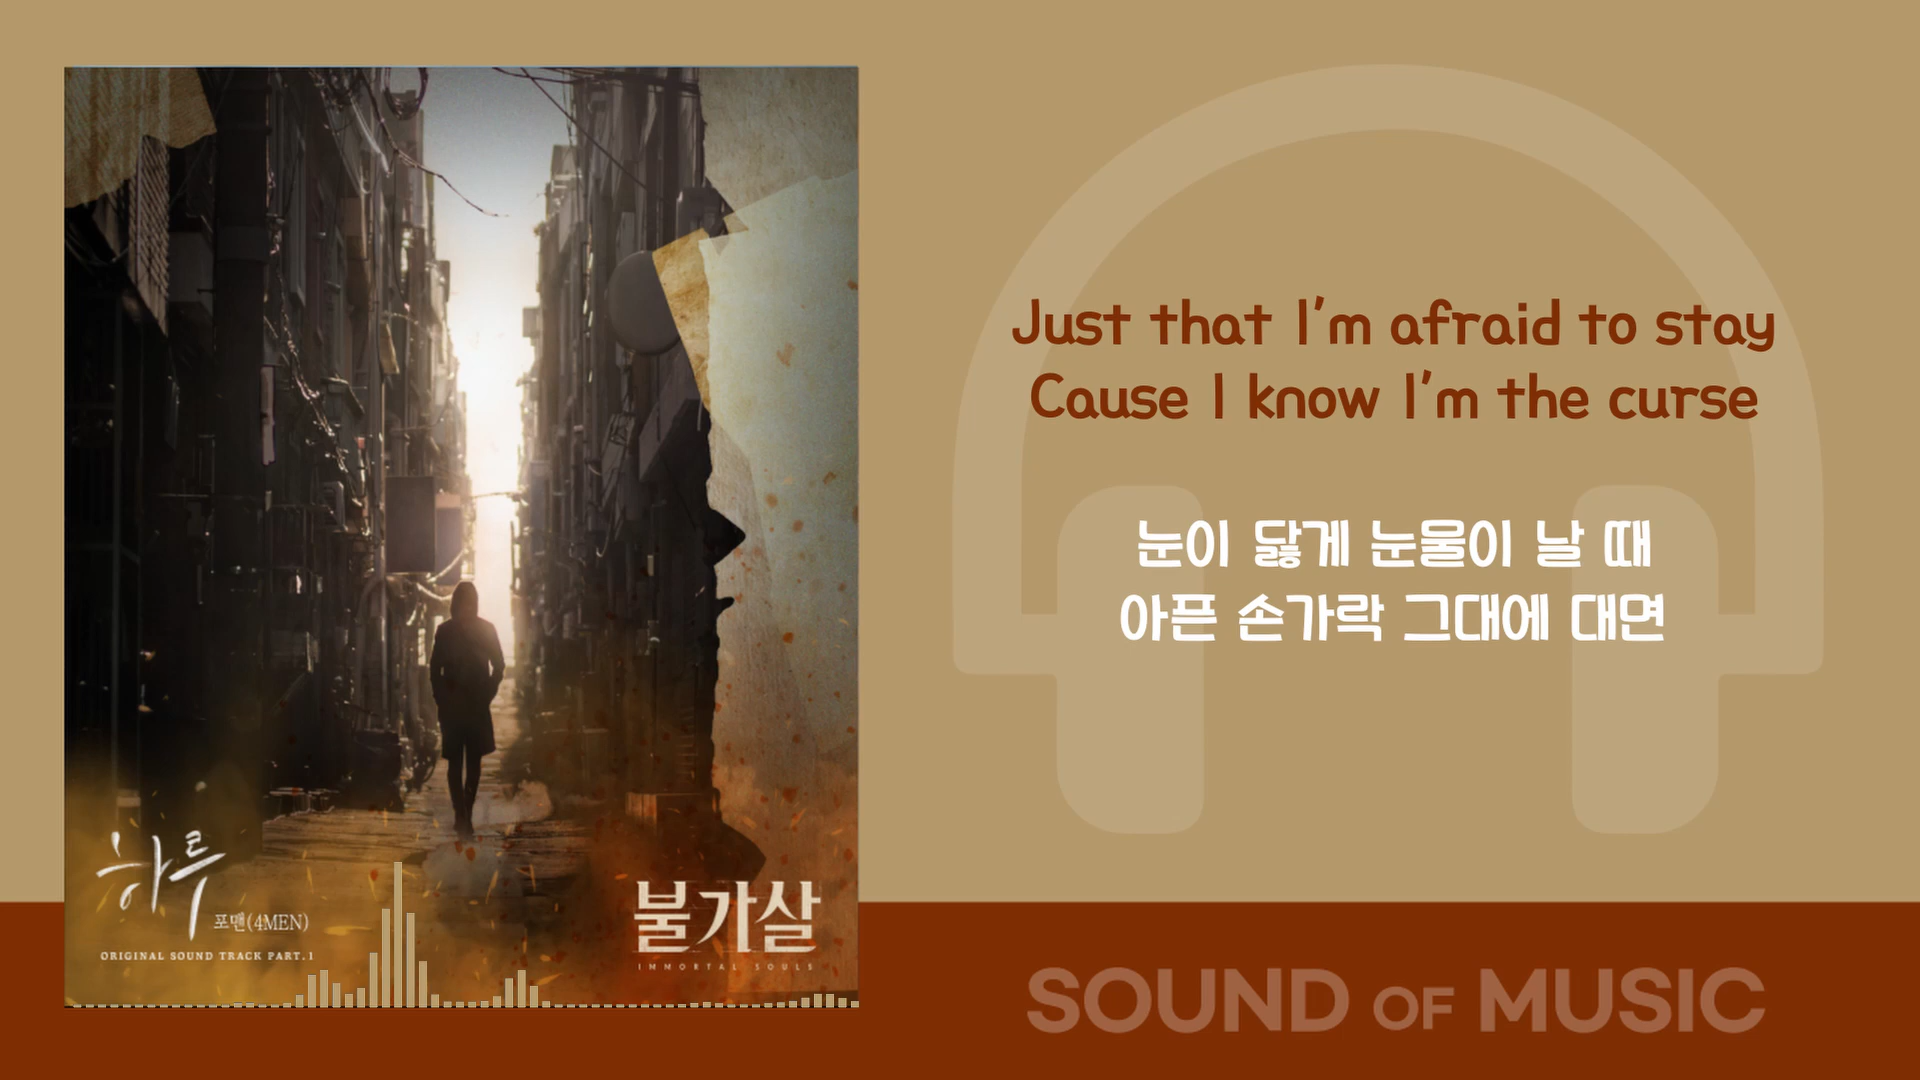 하루
포맨(4MEN)
ORIGINAL SOUND TRACK PART.1
불가살
IMMORTAL SOULS
Just that I'm afraid to stay
Cause I know I'm the curse
눈이 닳게 눈물이 날 때
아픈 손가락 그대에 대면
SOUND OF MUSIC